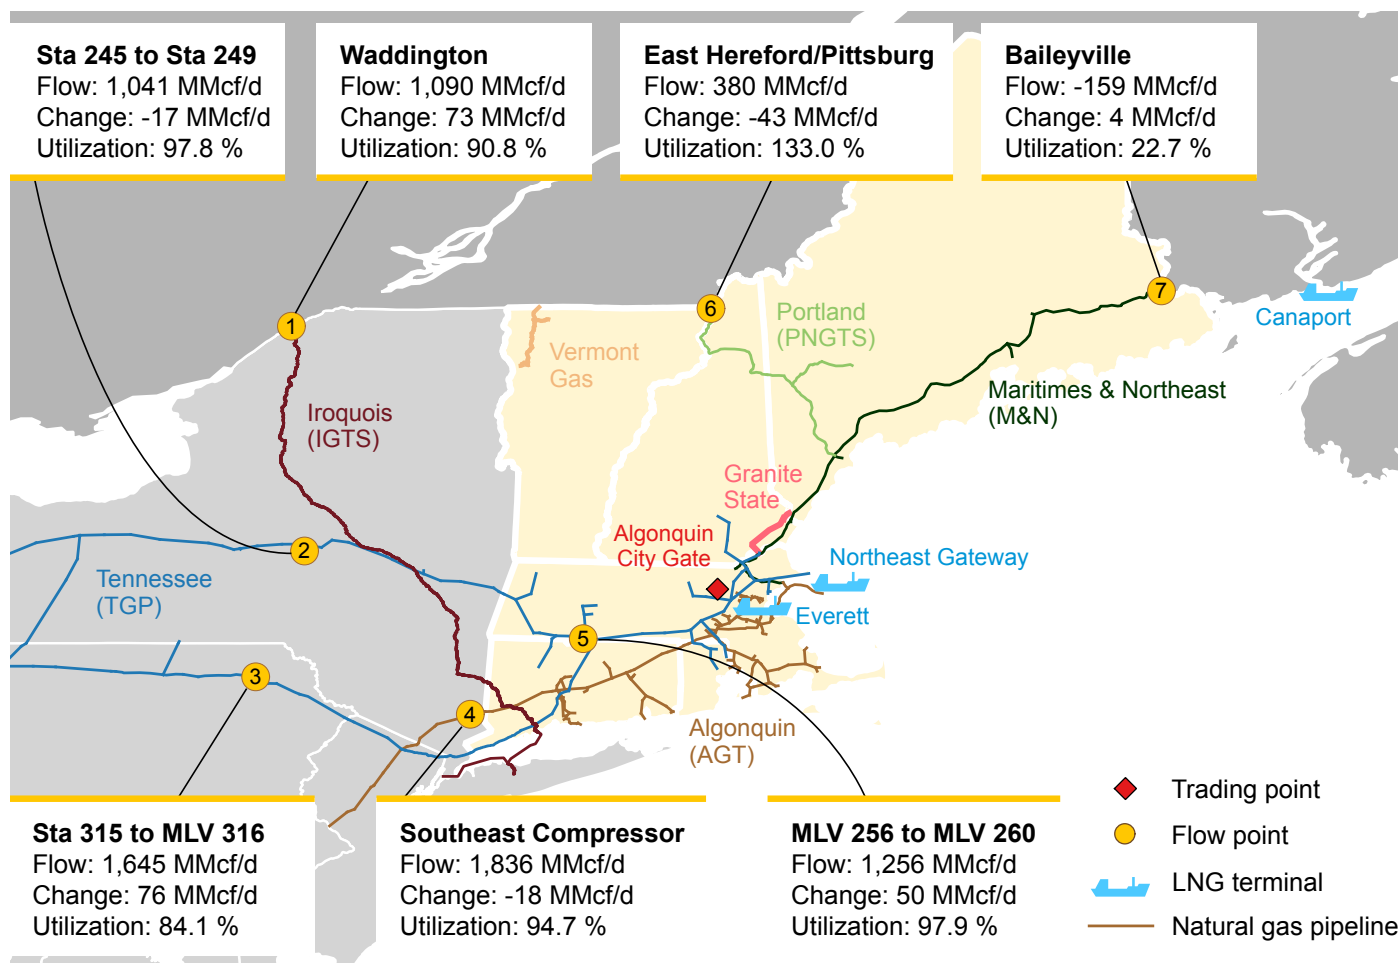 Sta 245 to Sta 249
Flow: 1,041 MMcf/d
Change: -17 MMcf/d
Utilization: 97.8 %
Waddington
Flow: 1,090 MMcf/d
Change: 73 MMcf/d
Utilization: 90.8 %
East Hereford/Pittsburg
Flow: 380 MMcf/d
Change: -43 MMcf/d
Utilization: 133.0 %
Baileyville
Flow: -159 MMcf/d
Change: 4 MMcf/d
Utilization: 22.7 %
7
6
1
Canaport
Portland
(PNGTS)
Vermont
Gas
Maritimes & Northeast
(M&N)
Iroquois
(IGTS)
Granite
State
Algonquin
City Gate
2
Northeast Gateway
Tennessee
(TGP)
Everett
5
3
4
Algonquin
(AGT)
Sta 315 to MLV 316
Flow: 1,645 MMcf/d
Change: 76 MMcf/d
Utilization: 84.1 %
Southeast Compressor
Flow: 1,836 MMcf/d
Change: -18 MMcf/d
Utilization: 94.7 %
MLV 256 to MLV 260
Flow: 1,256 MMcf/d
Change: 50 MMcf/d
Utilization: 97.9 %
Trading point
Flow point
LNG terminal
Natural gas pipeline